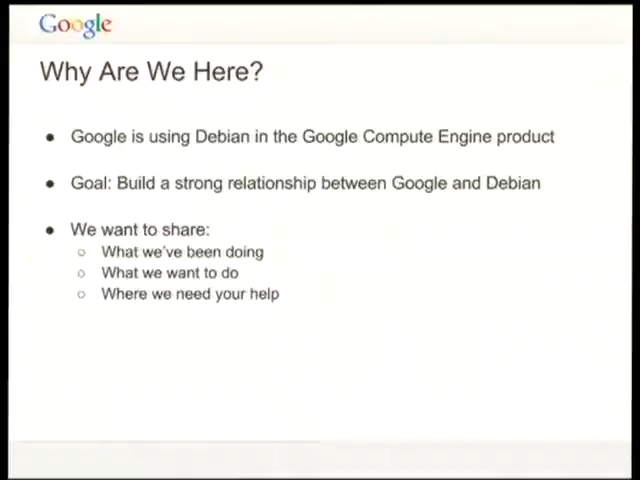 Google
Why Are We Here?
● Google is using Debian in the Google Compute Engine product
● Goal: Build a strong relationship between Google and Debian
● We want to share:
○ What we've been doing
○ What we want to do
○ Where we need your help